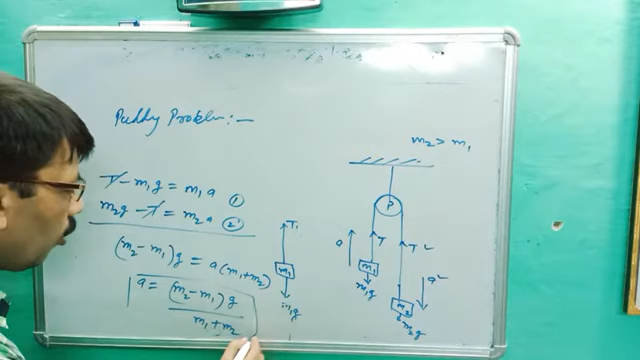 Pulley Problem:-
m₂ > m₁
T - m₁g = m₁a ①
m₂g - T = m₂a ②
(m₂ - m₁)g = a(m₁+m₂)
a = (m₂ - m₁)g / m₁ + m₂
T₁
m₁
m₁g
P
a
T
T
m₁
m₁g
a
m₂
m₂g